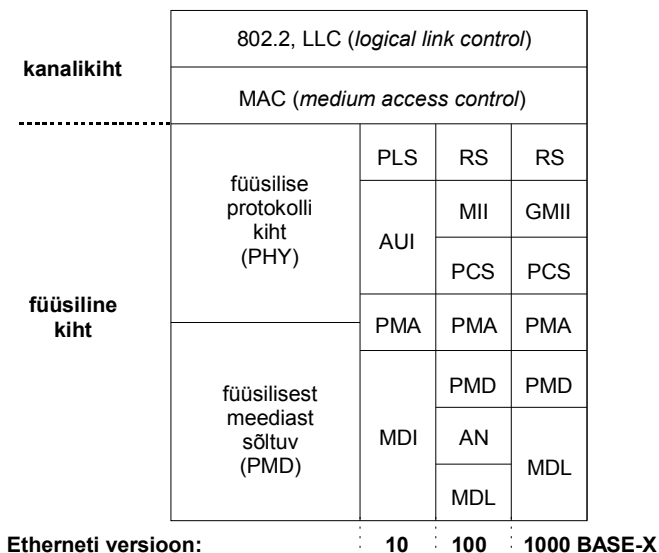 802.2, LLC (logical link control)
kanalikiht
MAC (medium access control)
PLS RS RS
füüsilise
protokolli
kiht
(PHY)
MII GMII
AUI
PCS PCS
füüsiline
kiht
PMA PMA PMA
füüsilisest
meediast
sõltuv
(PMD)
PMD PMD
MDI AN
MDL
MDL
Etherneti versioon: 10 100 1000 BASE-X